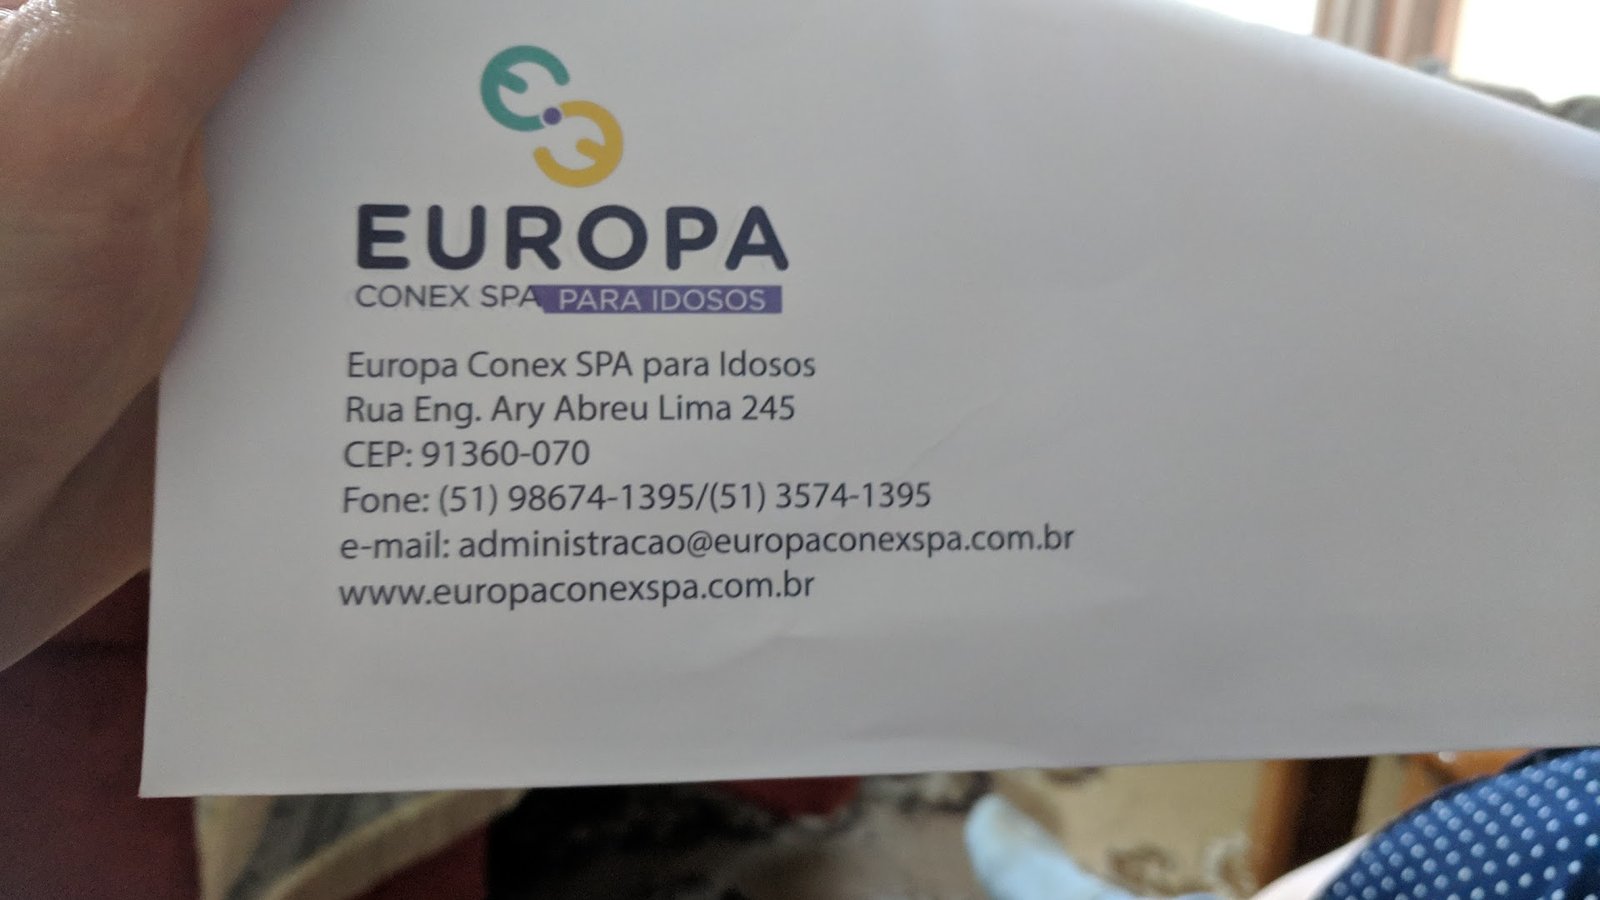 EUROPA
CONEX SPA PARA IDOSOS
Europa Conex SPA para Idosos
Rua Eng. Ary Abreu Lima 245
CEP: 91360-070
Fone: (51) 98674-1395/(51) 3574-1395
e-mail: administracao@europaconexspa.com.br
www.europaconexspa.com.br